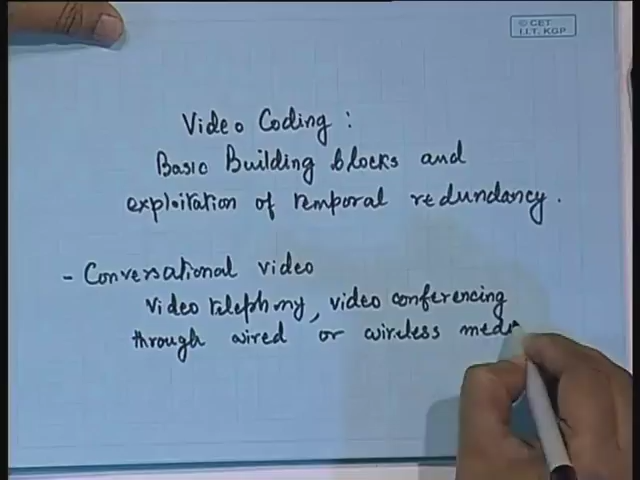 © CET
I.I.T. KGP
Video Coding :
Basic Building blocks and
exploitation of temporal redundancy.
- Conversational video
video telephony, video conferencing
through wired or wireless